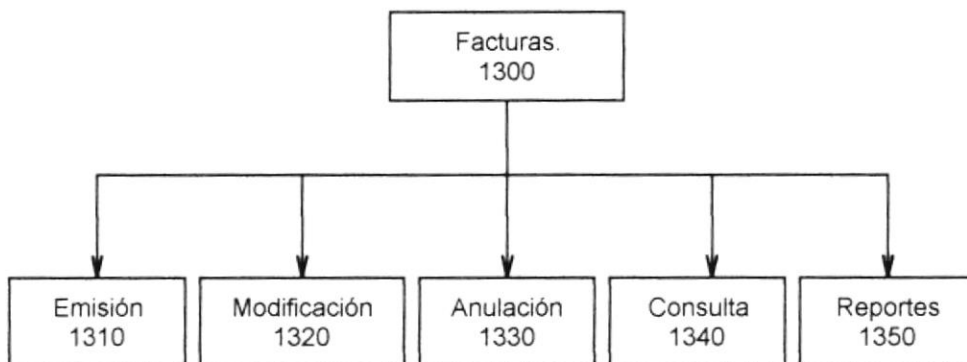 Facturas.
1300
Emisión
1310
Modificación
1320
Anulación
1330
Consulta
1340
Reportes
1350